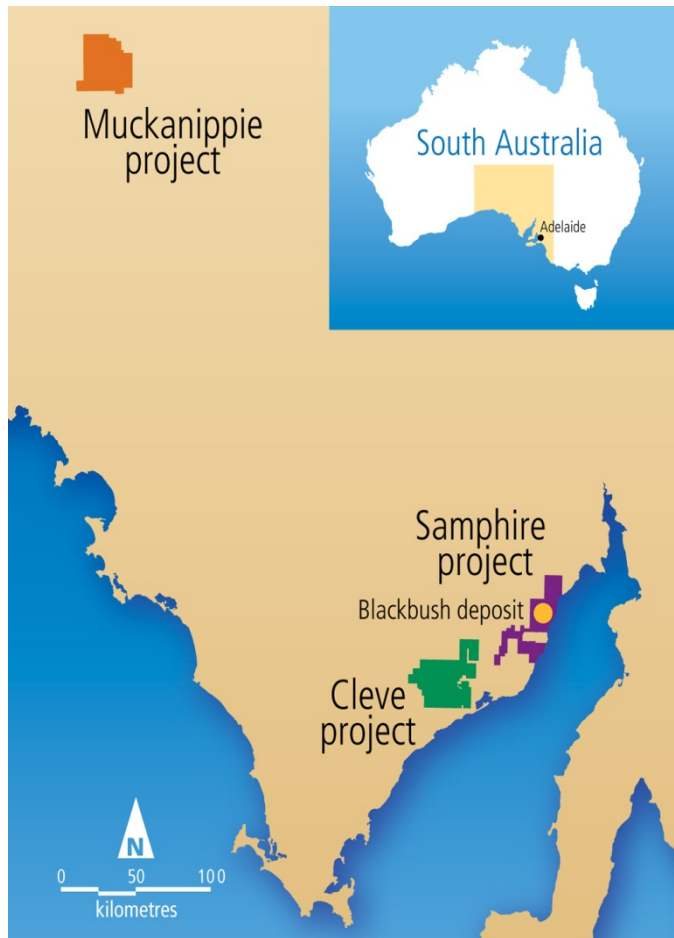 Muckanippie
project
South Australia
Adelaide
Samphire
project
Blackbush deposit
Cleve
project
N
0 50 100
kilometres